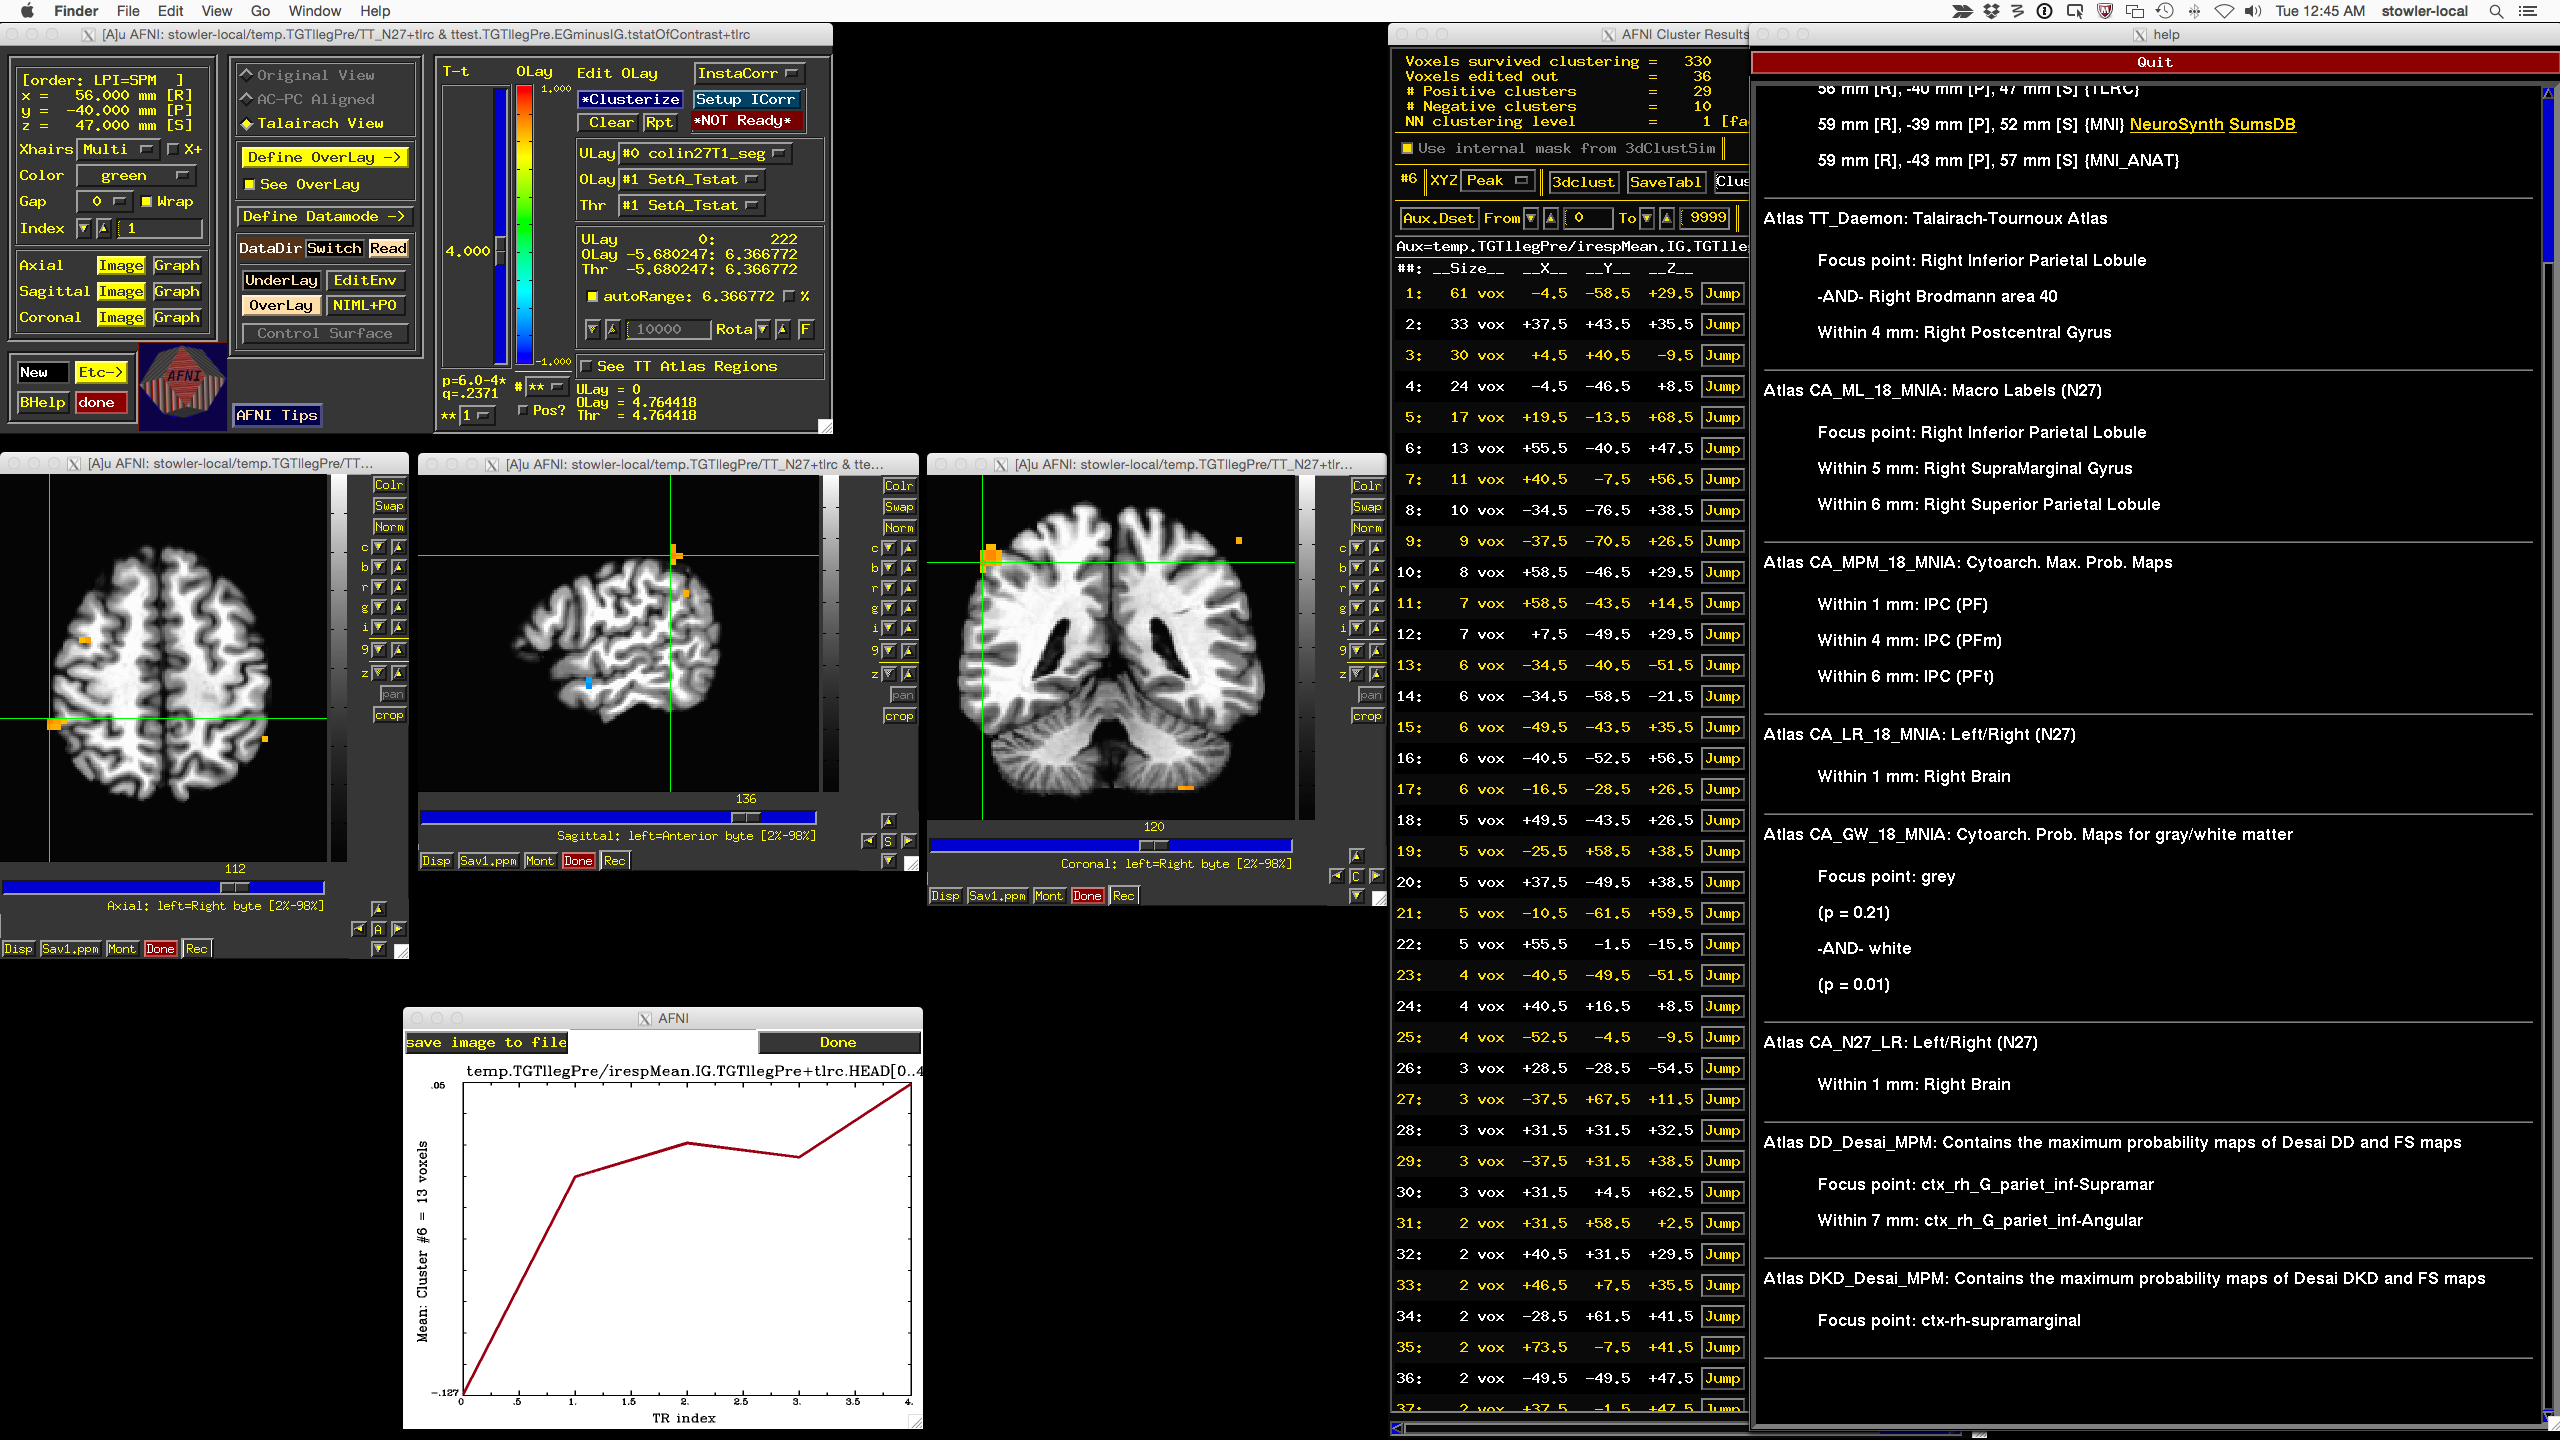 Finder File Edit View Go Window Help
Tue 12:45 AM stowler-local
[A]u AFNI: stowler-local/temp.TGTllegPre/TT_N27+tlrc & ttest.TGTllegPre.EGminusIG.tstatOfContrast+tlrc
[order: LPI=SPM ]
x = 56.000 mm [R]
y = -40.000 mm [P]
z = 47.000 mm [S]
Xhairs Multi X+
Color green
Gap 0 Wrap
Index 1
Axial Image Graph
Sagittal Image Graph
Coronal Image Graph
New Etc->
BHelp done
AFNI
Original View
AC-PC Aligned
Talairach View
Define OverLay ->
See OverLay
Define Datamode ->
DataDir Switch Read
UnderLay EditEnv
OverLay NIML+PO
Control Surface
AFNI Tips
T-t OLay
1.000
4.000
-1.000
p=6.0-4*
q=.2371
** 1
# **
Pos?
Edit OLay InstaCorr
*Clusterize Setup ICorr
Clear Rpt *NOT Ready*
ULay #0 colin27T1_seg
OLay #1 SetA_Tstat
Thr #1 SetA_Tstat
ULay 0: 222
OLay -5.680247: 6.366772
Thr -5.680247: 6.366772
autoRange: 6.366772 %
10000 Rota F
See TT Atlas Regions
ULay = 0
OLay = 4.764418
Thr = 4.764418
[A]u AFNI: stowler-local/temp.TGTllegPre/TT...
Colr
Swap
Norm
c
b
r
g
i
9
z
pan
crop
112
Axial: left=Right byte [2%-98%]
A
Disp Sav1.ppm Mont Done Rec
[A]u AFNI: stowler-local/temp.TGTllegPre/TT_N27+tlrc & tte...
Colr
Swap
Norm
c
b
r
g
i
9
z
pan
crop
136
Sagittal: left=Anterior byte [2%-98%]
S
Disp Sav1.ppm Mont Done Rec
[A]u AFNI: stowler-local/temp.TGTllegPre/TT_N27+tlr...
Colr
Swap
Norm
c
b
r
g
i
9
z
pan
crop
120
Coronal: left=Right byte [2%-98%]
C
Disp Sav1.ppm Mont Done Rec
AFNI
save image to file Done
temp.TGTllegPre/irespMean.IG.TGTllegPre+tlrc.HEAD[0..4
.05
Mean: Cluster #6 = 13 voxels
-.127
0 .5 1. 1.5 2. 2.5 3. 3.5 4.
TR index
AFNI Cluster Results
Voxels survived clustering = 330
Voxels edited out = 36
# Positive clusters = 29
# Negative clusters = 10
NN clustering level = 1 [fa
Use internal mask from 3dClustSim
#6 XYZ Peak 3dclust SaveTabl Clus
Aux.Dset From 0 To 9999
Aux=temp.TGTllegPre/irespMean.IG.TGTlle
##: __Size__ __X__ __Y__ __Z__
1: 61 vox -4.5 -58.5 +29.5 Jump
2: 33 vox +37.5 +43.5 +35.5 Jump
3: 30 vox +4.5 +40.5 -9.5 Jump
4: 24 vox -4.5 -46.5 +8.5 Jump
5: 17 vox +19.5 -13.5 +68.5 Jump
6: 13 vox +55.5 -40.5 +47.5 Jump
7: 11 vox +40.5 -7.5 +56.5 Jump
8: 10 vox -34.5 -76.5 +38.5 Jump
9: 9 vox -37.5 -70.5 +26.5 Jump
10: 8 vox +58.5 -46.5 +29.5 Jump
11: 7 vox +58.5 -43.5 +14.5 Jump
12: 7 vox +7.5 -49.5 +29.5 Jump
13: 6 vox -34.5 -40.5 -51.5 Jump
14: 6 vox -34.5 -58.5 -21.5 Jump
15: 6 vox -49.5 -43.5 +35.5 Jump
16: 6 vox -40.5 -52.5 +56.5 Jump
17: 6 vox -16.5 -28.5 +26.5 Jump
18: 5 vox +49.5 -43.5 +26.5 Jump
19: 5 vox -25.5 +58.5 +38.5 Jump
20: 5 vox +37.5 -49.5 +38.5 Jump
21: 5 vox -10.5 -61.5 +59.5 Jump
22: 5 vox +55.5 -1.5 -15.5 Jump
23: 4 vox -40.5 -49.5 -51.5 Jump
24: 4 vox +40.5 +16.5 +8.5 Jump
25: 4 vox -52.5 -4.5 -9.5 Jump
26: 3 vox +28.5 -28.5 -54.5 Jump
27: 3 vox -37.5 +67.5 +11.5 Jump
28: 3 vox +31.5 +31.5 +32.5 Jump
29: 3 vox -37.5 +31.5 +38.5 Jump
30: 3 vox +31.5 +4.5 +62.5 Jump
31: 2 vox +31.5 +58.5 +2.5 Jump
32: 2 vox +40.5 +31.5 +29.5 Jump
33: 2 vox +46.5 +7.5 +35.5 Jump
34: 2 vox -28.5 +61.5 +41.5 Jump
35: 2 vox +73.5 -7.5 +41.5 Jump
36: 2 vox -49.5 -49.5 +47.5 Jump
37: 2 vox +37.5 -1.5 +47.5 Jump
help
Quit
56 mm [R], -40 mm [P], 47 mm [S] {TLRC}
59 mm [R], -39 mm [P], 52 mm [S] {MNI} NeuroSynth SumsDB
59 mm [R], -43 mm [P], 57 mm [S] {MNI_ANAT}
Atlas TT_Daemon: Talairach-Tournoux Atlas
Focus point: Right Inferior Parietal Lobule
-AND- Right Brodmann area 40
Within 4 mm: Right Postcentral Gyrus
Atlas CA_ML_18_MNIA: Macro Labels (N27)
Focus point: Right Inferior Parietal Lobule
Within 5 mm: Right SupraMarginal Gyrus
Within 6 mm: Right Superior Parietal Lobule
Atlas CA_MPM_18_MNIA: Cytoarch. Max. Prob. Maps
Within 1 mm: IPC (PF)
Within 4 mm: IPC (PFm)
Within 6 mm: IPC (PFt)
Atlas CA_LR_18_MNIA: Left/Right (N27)
Within 1 mm: Right Brain
Atlas CA_GW_18_MNIA: Cytoarch. Prob. Maps for gray/white matter
Focus point: grey
(p = 0.21)
-AND- white
(p = 0.01)
Atlas CA_N27_LR: Left/Right (N27)
Within 1 mm: Right Brain
Atlas DD_Desai_MPM: Contains the maximum probability maps of Desai DD and FS maps
Focus point: ctx_rh_G_pariet_inf-Supramar
Within 7 mm: ctx_rh_G_pariet_inf-Angular
Atlas DKD_Desai_MPM: Contains the maximum probability maps of Desai DKD and FS maps
Focus point: ctx-rh-supramarginal